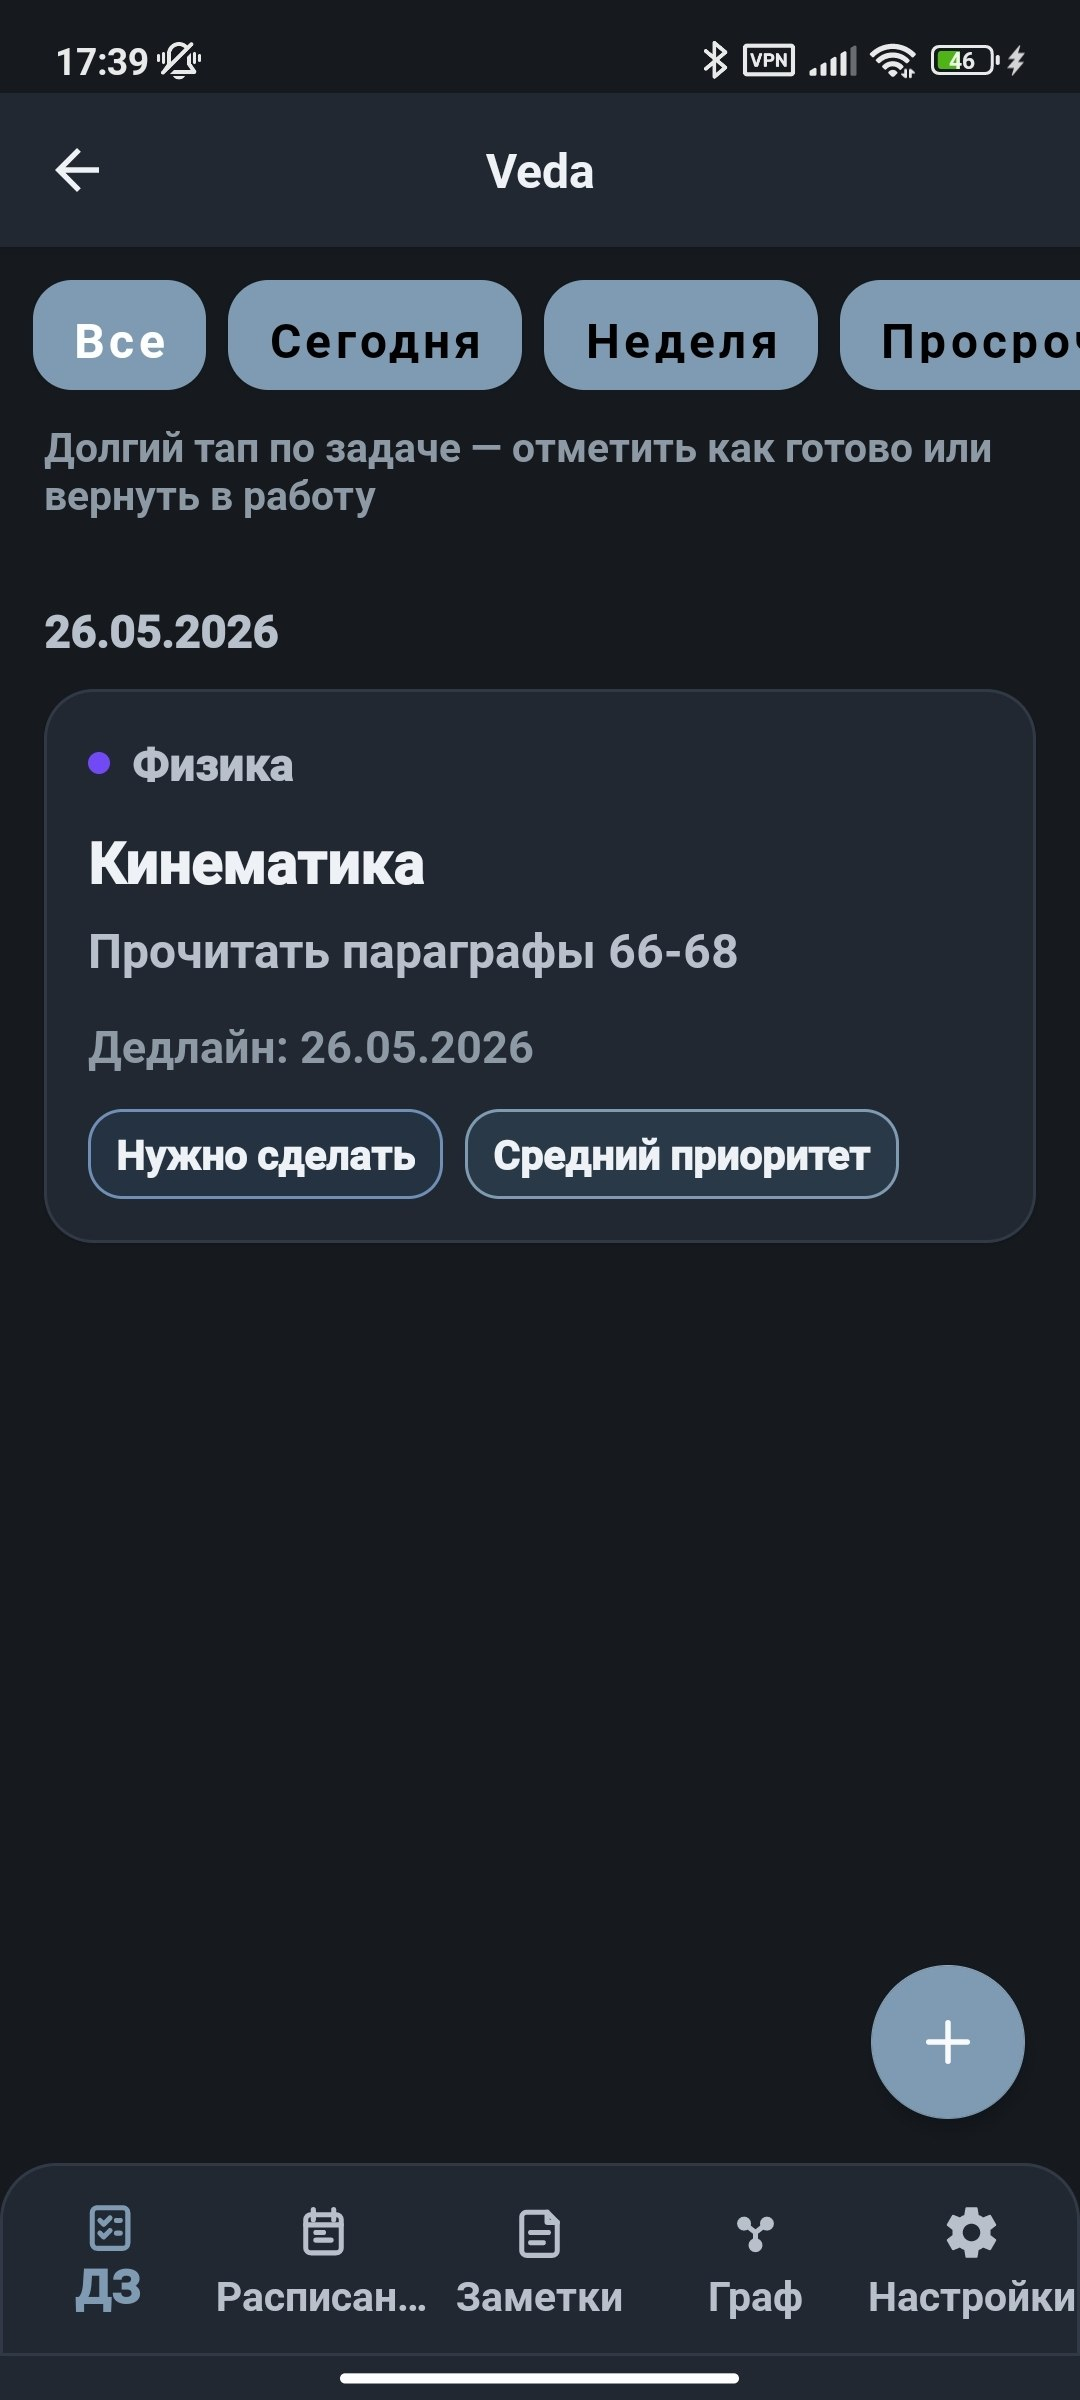 17:39
VPN
46
Veda
Все
Сегодня
Неделя
Просроч
Долгий тап по задаче — отметить как готово или
вернуть в работу
26.05.2026
Физика
Кинематика
Прочитать параграфы 66-68
Дедлайн: 26.05.2026
Нужно сделать
Средний приоритет
ДЗ
Расписан...
Заметки
Граф
Настройки